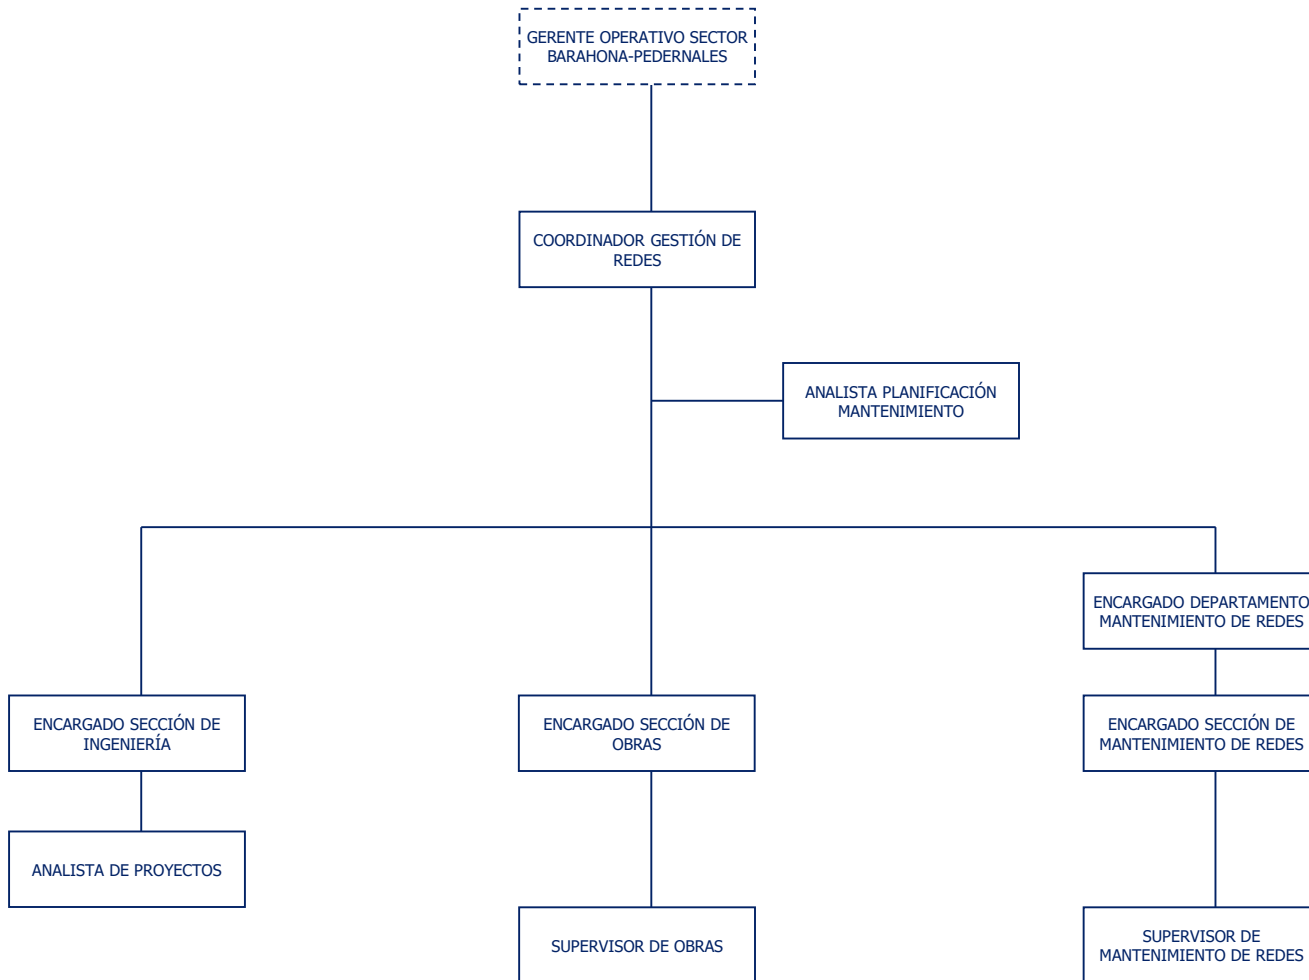 GERENTE OPERATIVO SECTOR
BARAHONA-PEDERNALES
COORDINADOR GESTIÓN DE
REDES
ANALISTA PLANIFICACIÓN
MANTENIMIENTO
ENCARGADO DEPARTAMENTO
MANTENIMIENTO DE REDES
ENCARGADO SECCIÓN DE
INGENIERÍA
ENCARGADO SECCIÓN DE
OBRAS
ENCARGADO SECCIÓN DE
MANTENIMIENTO DE REDES
ANALISTA DE PROYECTOS
SUPERVISOR DE OBRAS
SUPERVISOR DE
MANTENIMIENTO DE REDES